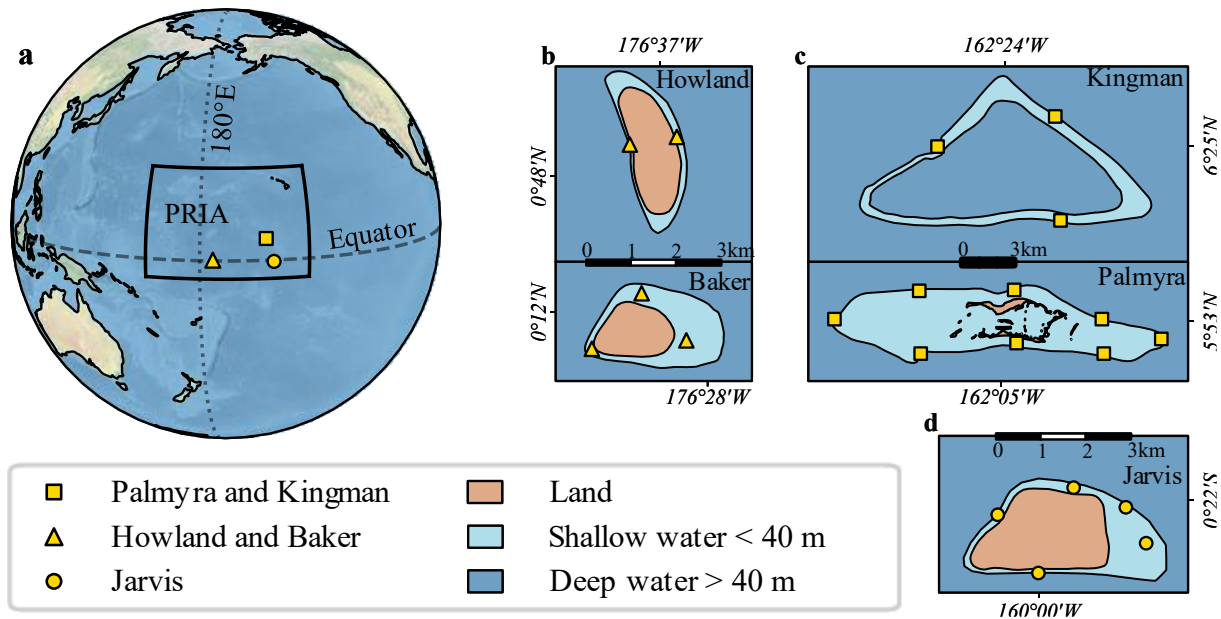 a
180°E
PRIA
Equator
b
176°37'W
Howland
0°48'N
0 1 2 3km
Baker
0°12'N
176°28'W
c
162°24'W
Kingman
6°25'N
0 3km
Palmyra
5°53'N
162°05'W
d
0 1 2 3km
Jarvis
0°22'S
160°00'W
Palmyra and Kingman
Howland and Baker
Jarvis
Land
Shallow water < 40 m
Deep water > 40 m